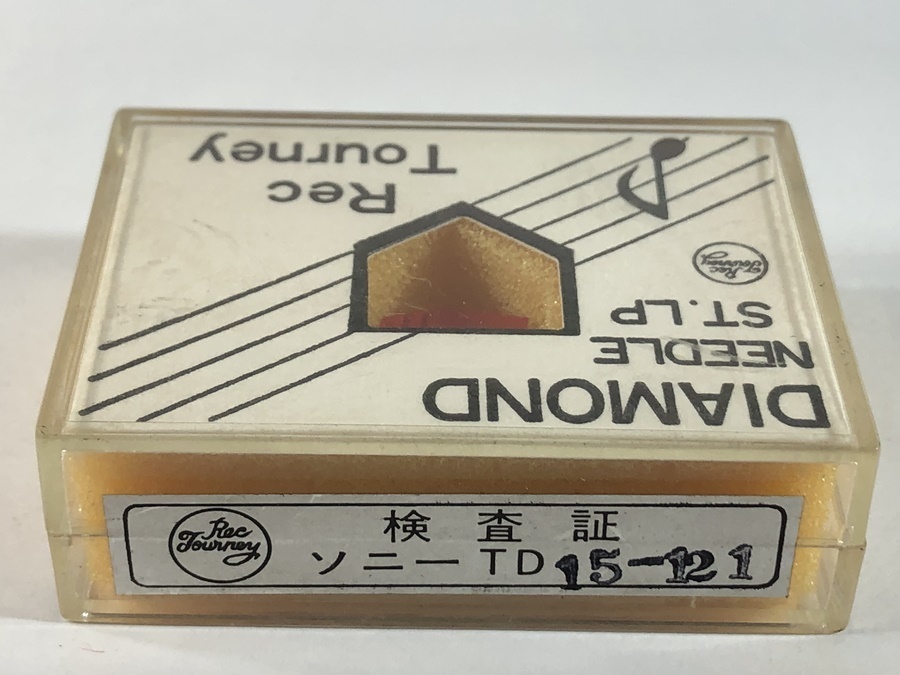 Rec
Tourney
Rec
Tourney
ST.LP
NEEDLE
DIAMOND
Rec
Tourney
検査証
ソニー TD 15-121